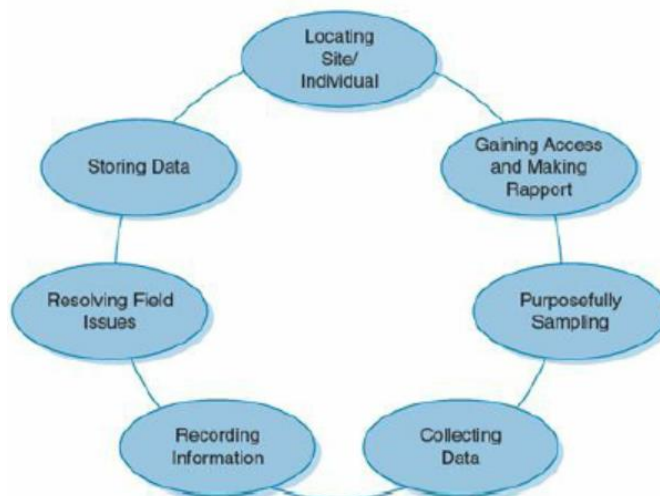 Locating
Site/
Individual
Gaining Access
and Making
Rapport
Purposefully
Sampling
Collecting
Data
Recording
Information
Resolving Field
Issues
Storing Data